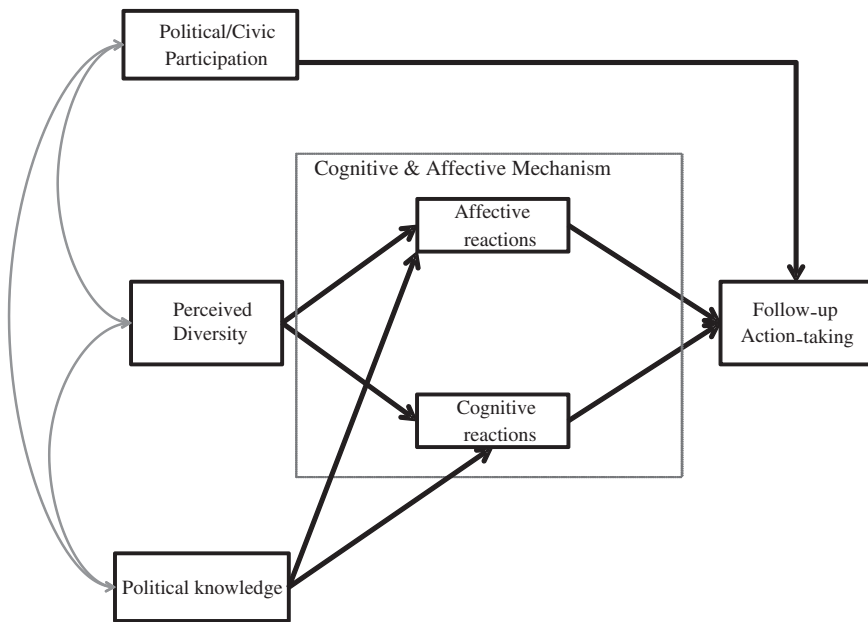 Political/Civic
Participation
Cognitive & Affective Mechanism
Affective
reactions
Perceived
Diversity
Follow-up
Action-taking
Cognitive
reactions
Political knowledge